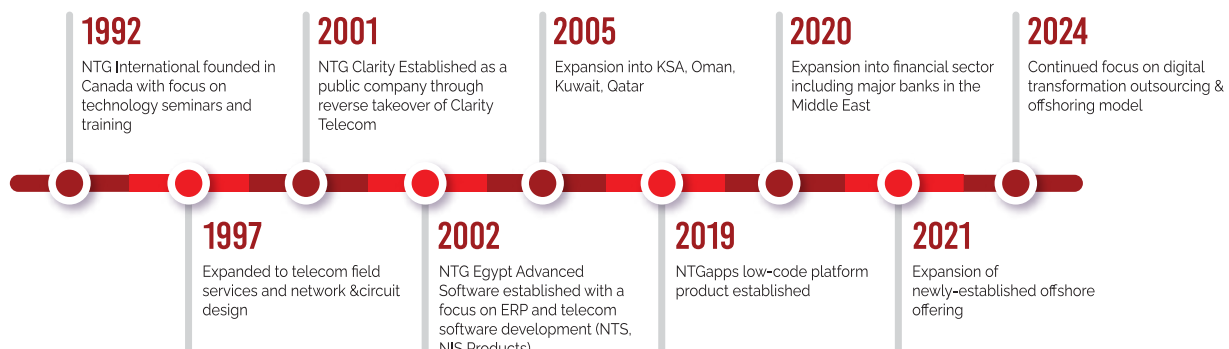 1992
NTG International founded in
Canada with focus on
technology seminars and
training
1997
Expanded to telecom field
services and network &circuit
design
2001
NTG Clarity Established as a
public company through
reverse takeover of Clarity
Telecom
2002
NTG Egypt Advanced
Software established with a
focus on ERP and telecom
software development (NTS,
NIS Products)
2005
Expansion into KSA, Oman,
Kuwait, Qatar
2019
NTGapps low-code platform
product established
2020
Expansion into financial sector
including major banks in the
Middle East
2021
Expansion of
newly-established offshore
offering
2024
Continued focus on digital
transformation outsourcing &
offshoring model